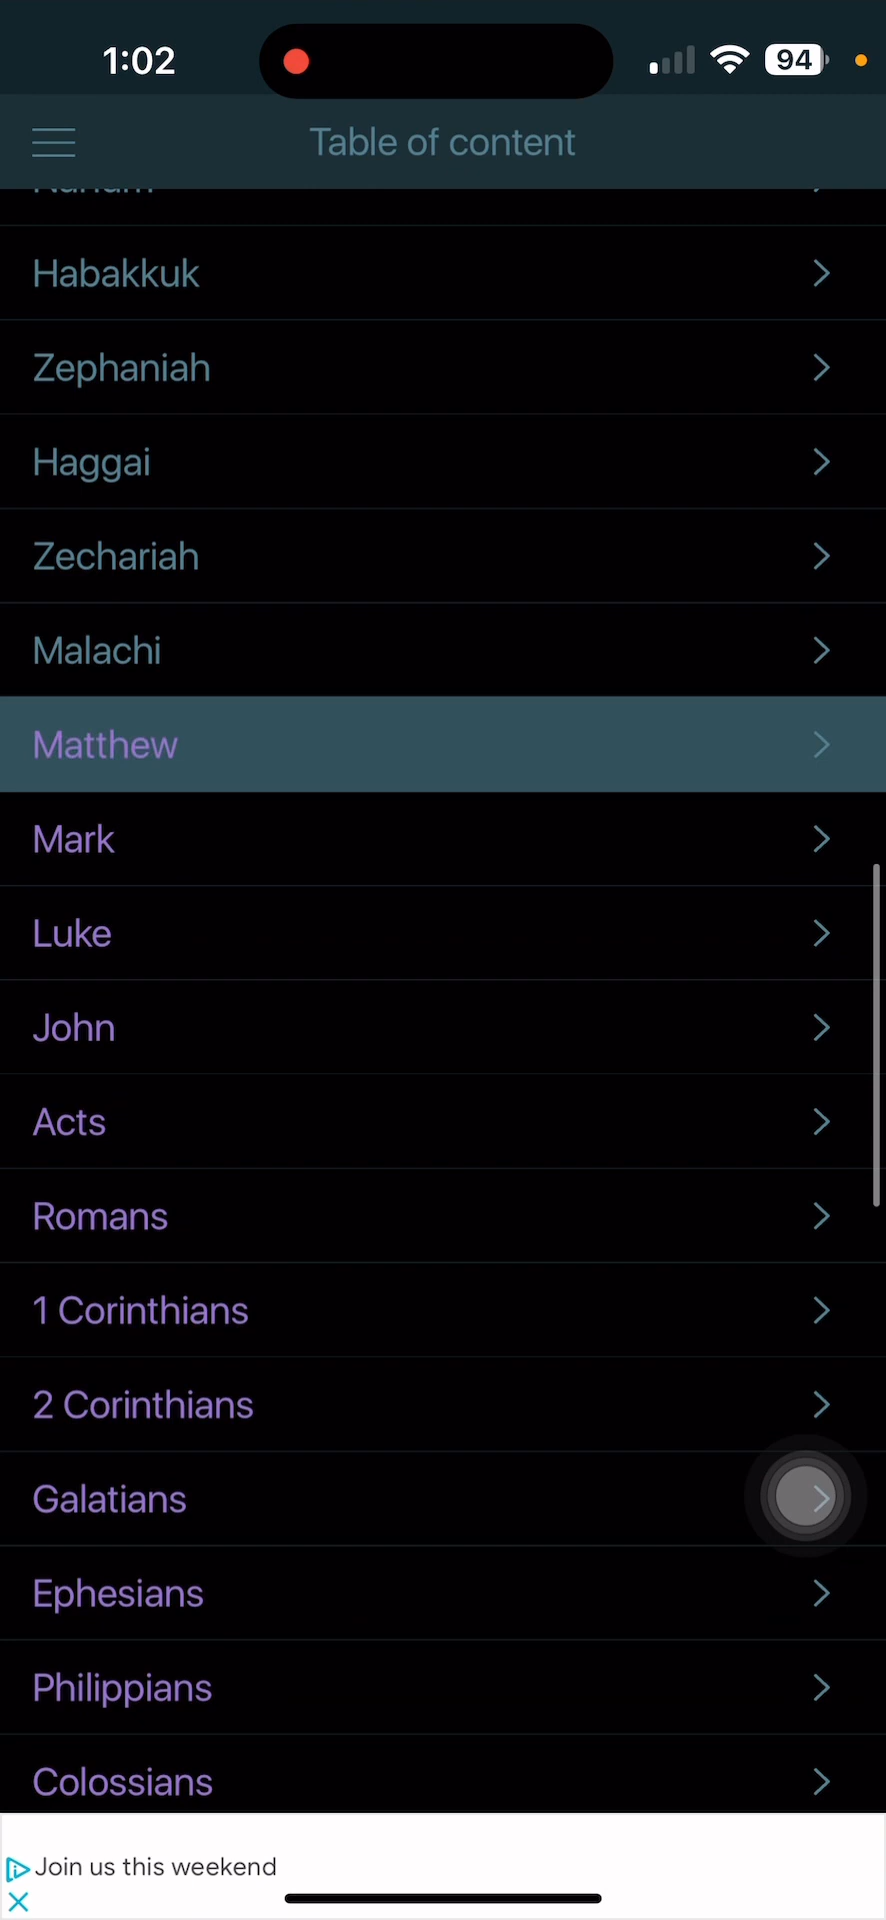 1:02
94
Table of content
Habakkuk
Zephaniah
Haggai
Zechariah
Malachi
Matthew
Mark
Luke
John
Acts
Romans
1 Corinthians
2 Corinthians
Galatians
Ephesians
Philippians
Colossians
Join us this weekend